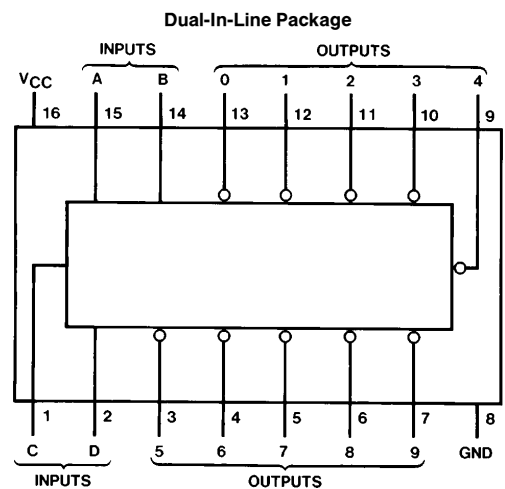 Dual-In-Line Package
INPUTS OUTPUTS
VCC A B 0 1 2 3 4
16 15 14 13 12 11 10 9
1 2 3 4 5 6 7 8
C D 5 6 7 8 9 GND
INPUTS OUTPUTS